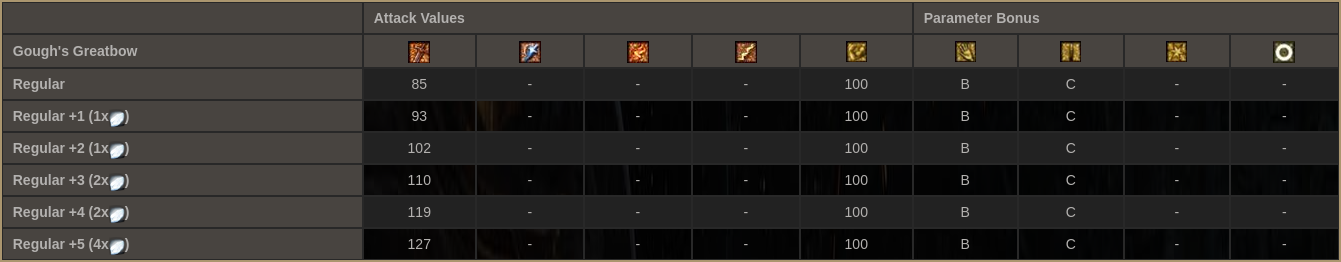 Attack Values Parameter Bonus
Gough's Greatbow
Regular 85 - - - 100 B C - -
Regular +1 (1x) 93 - - - 100 B C - -
Regular +2 (1x) 102 - - - 100 B C - -
Regular +3 (2x) 110 - - - 100 B C - -
Regular +4 (2x) 119 - - - 100 B C - -
Regular +5 (4x) 127 - - - 100 B C - -